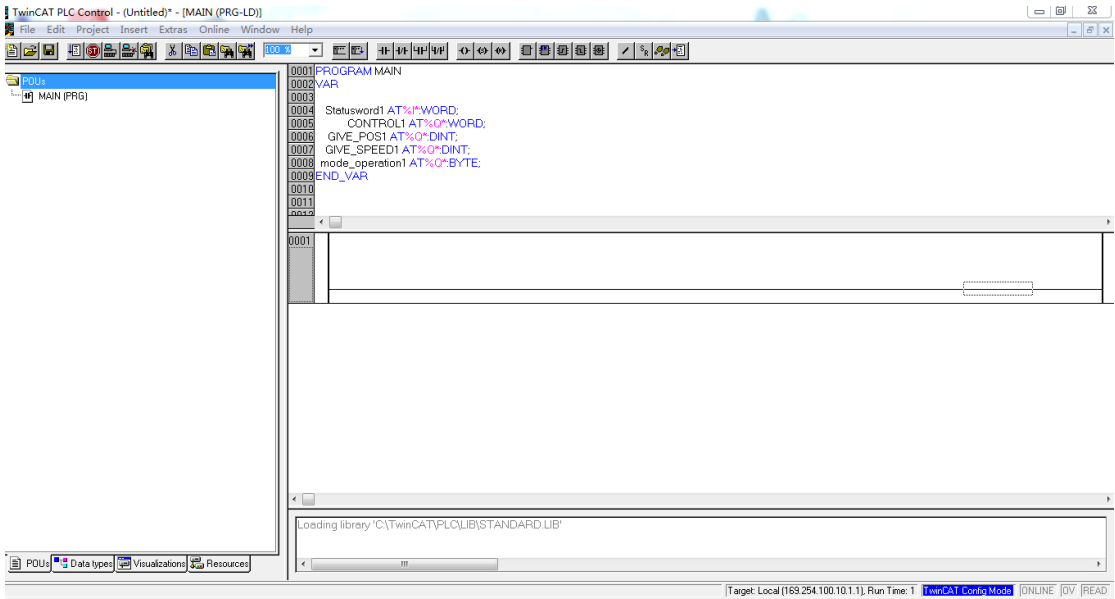 TwinCAT PLC Control - (Untitled)* - [MAIN (PRG-LD)]
File Edit Project Insert Extras Online Window Help
100 %
POUs
MAIN (PRG)
0001 PROGRAM MAIN
0002 VAR
0003
0004 Statusword1 AT%I*:WORD;
0005 CONTROL1 AT%Q*:WORD;
0006 GIVE_POS1 AT%Q*:DINT;
0007 GIVE_SPEED1 AT%Q*:DINT;
0008 mode_operation1 AT%Q*:BYTE;
0009 END_VAR
0010
0011
0012
0001
Loading library 'C:\TwinCAT\PLC\LIB\STANDARD.LIB'
POUs Data types Visualizations Resources
Target: Local (169.254.100.10.1.1), Run Time: 1 TwinCAT Config Mode ONLINE OV READ